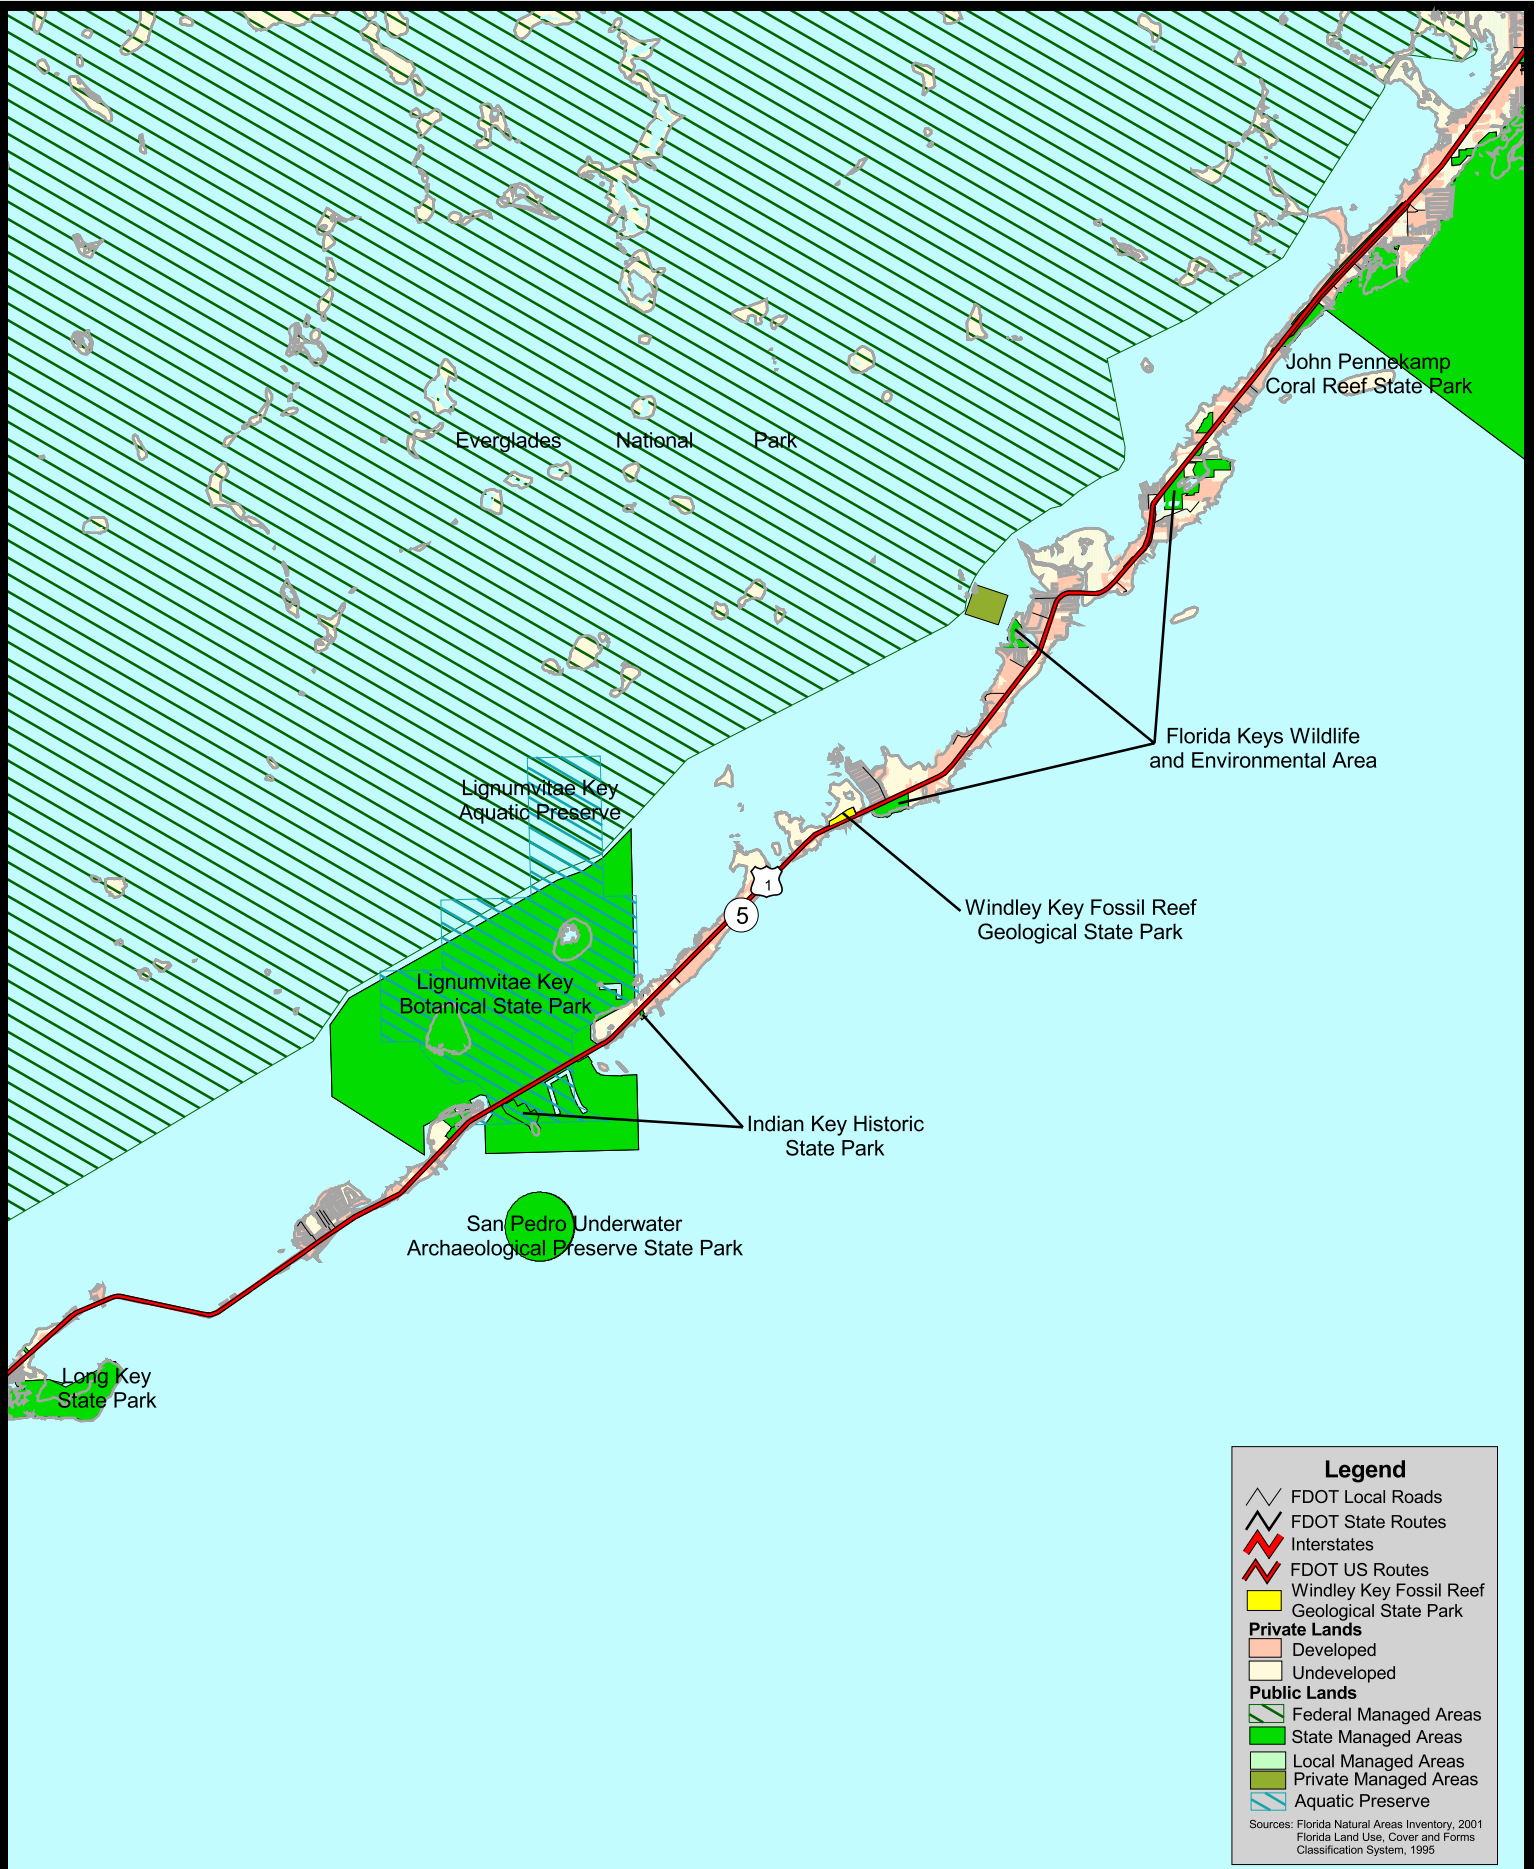 John Pennekamp
Coral Reef State Park
Everglades National Park
Florida Keys Wildlife
and Environmental Area
Lignumvitae Key
Aquatic Preserve
1
5
Windley Key Fossil Reef
Geological State Park
Lignumvitae Key
Botanical State Park
Indian Key Historic
State Park
San Pedro Underwater
Archaeological Preserve State Park
Long Key
State Park
Legend
FDOT Local Roads
FDOT State Routes
Interstates
FDOT US Routes
Windley Key Fossil Reef
Geological State Park
Private Lands
Developed
Undeveloped
Public Lands
Federal Managed Areas
State Managed Areas
Local Managed Areas
Private Managed Areas
Aquatic Preserve
Sources: Florida Natural Areas Inventory, 2001
Florida Land Use, Cover and Forms
Classification System, 1995